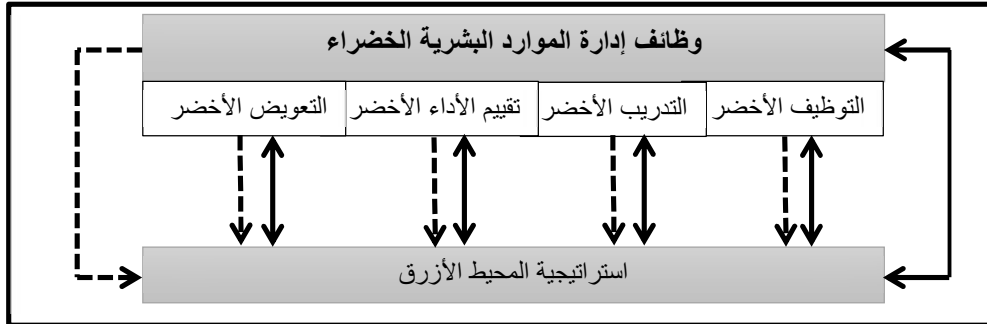 وظائف إدارة الموارد البشرية الخضراء
التوظيف الأخضر
التدريب الأخضر
تقييم الأداء الأخضر
التعويض الأخضر
استراتيجية المحيط الأزرق